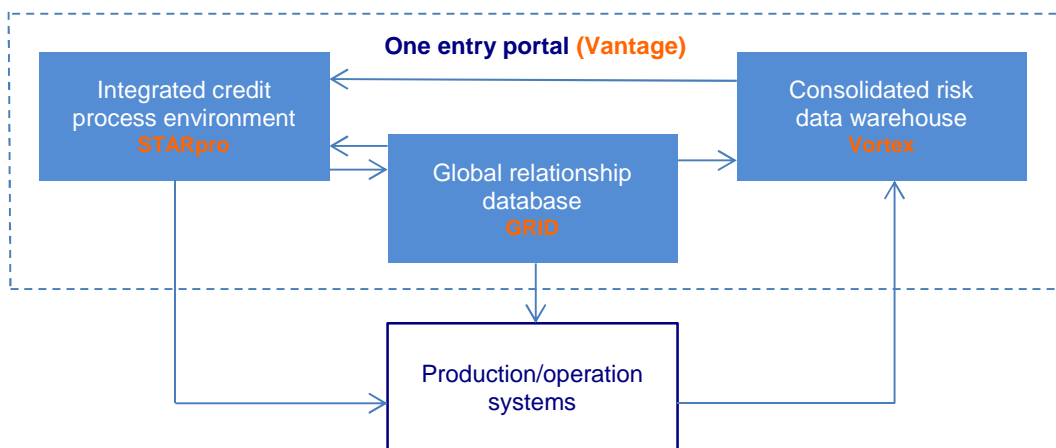 One entry portal (Vantage)
Integrated credit
process environment
STARpro
Consolidated risk
data warehouse
Vortex
Global relationship
database
GRID
Production/operation
systems